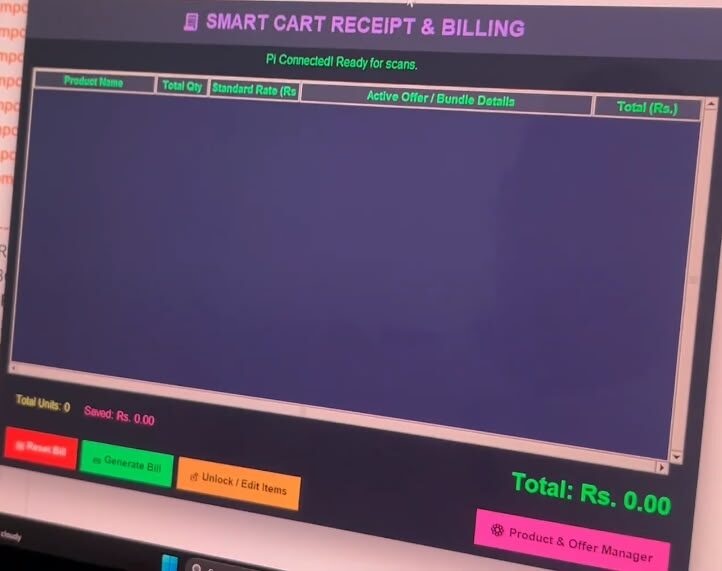 SMART CART RECEIPT & BILLING
Pi Connected! Ready for scans.
Product Name Total Qty Standard Rate (Rs Active Offer / Bundle Details Total (Rs.)
Total Units: 0 Saved: Rs. 0.00
Reset Bill Generate Bill Unlock / Edit Items
Total: Rs. 0.00
Product & Offer Manager
cloudy